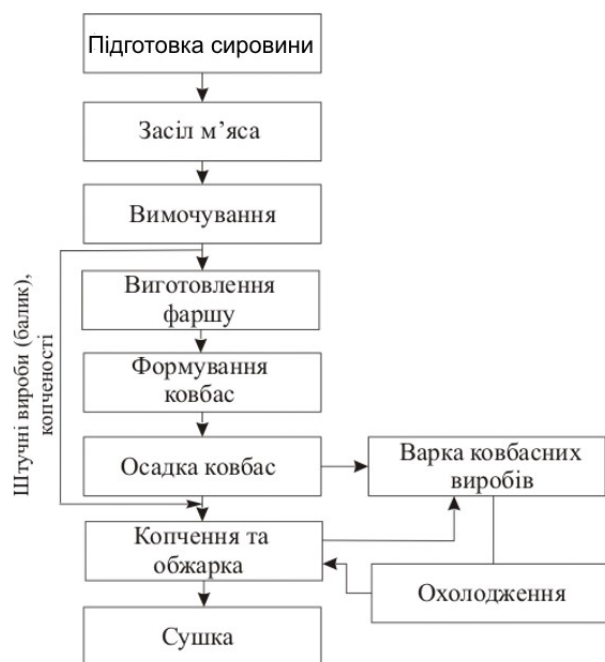 Підготовка сировини
Засіл м’яса
Вимочування
Штучні вироби (балик),
копчености
Виготовлення
фаршу
Формування
ковбас
Осадка ковбас
Варка ковбасних
виробів
Копчення та
обжарка
Охолодження
Сушка